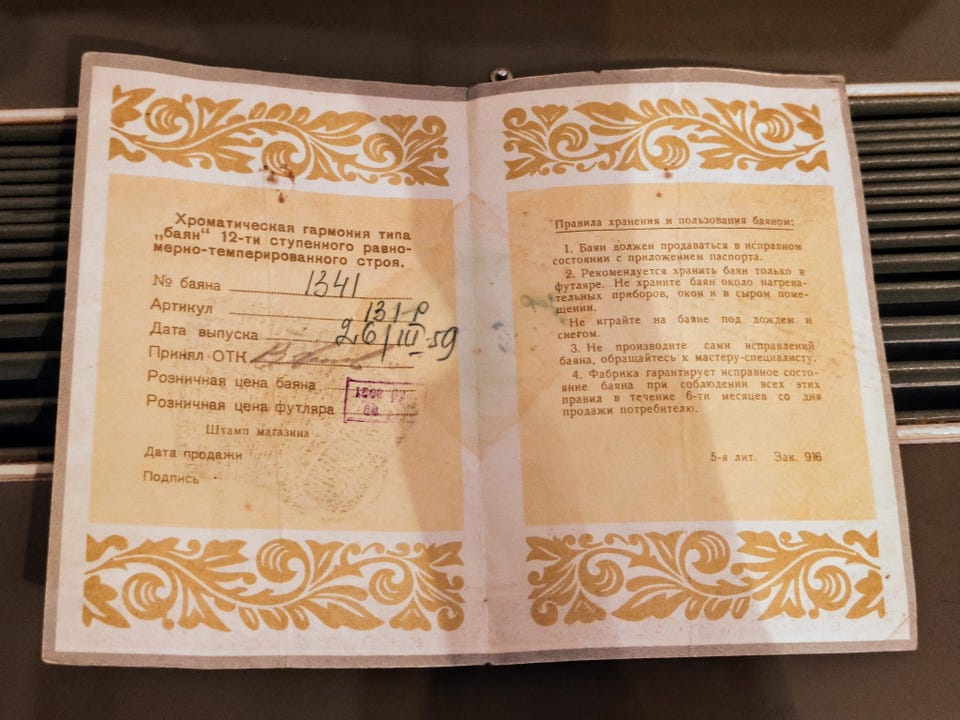 Хроматическая гармония типа
„баян“ 12-ти ступенного равно-
мерно-темперированного строя.
№ баяна 1341
Артикул 131-Р
Дата выпуска 26/III-59
Принял ОТК
Розничная цена баяна
Розничная цена футляра
Штамп магазина
Дата продажи
Подпись
Правила хранения и пользования баяном:
1. Баян должен продаваться в исправном
состоянии с приложением паспорта.
2. Рекомендуется хранить баян только в
футляре. Не храните баян около нагрева-
тельных приборов, окон и в сыром поме-
щении.
Не играйте на баяне под дождем и
снегом.
3. Не производите сами исправлений
баяна, обращайтесь к мастеру-специалисту.
4. Фабрика гарантирует исправное состо-
яние баяна при соблюдении всех этих
правил в течение 6-ти месяцев со дня
продажи потребителю.
5-я лит. Зак. 916